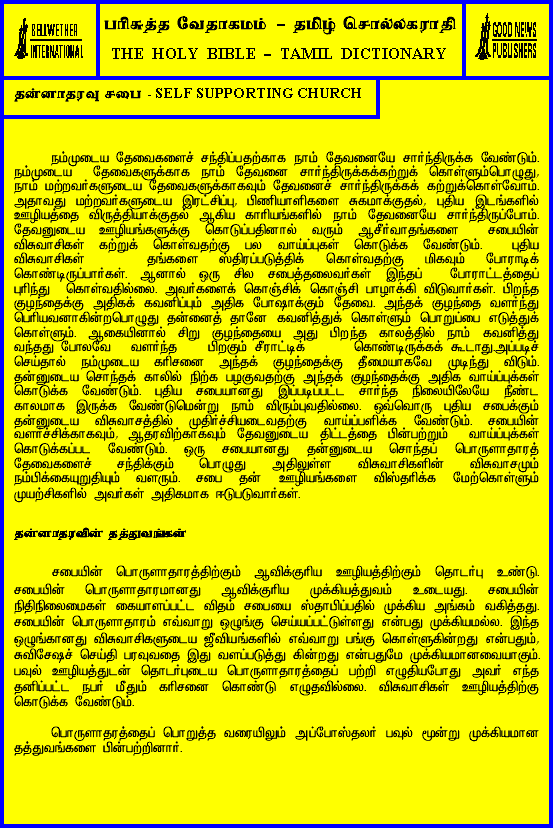 BELLWETHER
INTERNATIONAL
பரிசுத்த வேதாகமம் – தமிழ் சொல்லகராதி
THE HOLY BIBLE – TAMIL DICTIONARY
GOOD NEWS
PUBLISHERS
தன்னாதரவு சபை - SELF SUPPORTING CHURCH
நம்முடைய தேவைகளைச் சந்திப்பதற்காக நாம் தேவனையே சார்ந்திருக்க வேண்டும்.
நம்முடைய தேவைகளுக்காக நாம் தேவனை சார்ந்திருக்கக்கற்றுக் கொள்ளும்பொழுது,
நாம் மற்றவர்களுடைய தேவைகளுக்காகவும் தேவனைச் சார்ந்திருக்கக் கற்றுக்கொள்வோம்.
அதாவது மற்றவர்களுடைய இரட்சிப்பு, பிணியாளிகளை சுகமாக்குதல், புதிய இடங்களில்
ஊழியத்தை விருத்தியாக்குதல் ஆகிய காரியங்களில் நாம் தேவனையே சார்ந்திருப்போம்.
தேவனுடைய ஊழியங்களுக்கு கொடுப்பதினால் வரும் ஆசீர்வாதங்களை சபையின்
விசுவாசிகள் கற்றுக் கொள்வதற்கு பல வாய்ப்புகள் கொடுக்க வேண்டும். புதிய
விசுவாசிகள் தங்களை ஸ்திரப்படுத்திக் கொள்வதற்கு மிகவும் போராடிக்
கொண்டிருப்பார்கள். ஆனால் ஒரு சில சபைத்தலைவர்கள் இந்தப் போராட்டத்தைப்
புரிந்து கொள்வதில்லை. அவர்களைக் கொஞ்சிக் கொஞ்சி பாழாக்கி விடுவார்கள். பிறந்த
குழந்தைக்கு அதிகக் கவனிப்பும் அதிக போஷாக்கும் தேவை. அந்தக் குழந்தை வளர்ந்து
பெரியவனாகின்றபொழுது தன்னைத் தானே கவனித்துக் கொள்ளும் பொறுப்பை எடுத்துக்
கொள்ளும். ஆகையினால் சிறு குழந்தையை அது பிறந்த காலத்தில் நாம் கவனித்து
வந்தது போலவே வளர்ந்த பிறகும் சீராட்டிக் கொண்டிருக்கக் கூடாது.அப்படிச்
செய்தால் நம்முடைய கரிசனை அந்தக் குழந்தைக்கு தீமையாகவே முடிந்து விடும்.
தன்னுடைய சொந்தக் காலில் நிற்க பழகுவதற்கு அந்தக் குழந்தைக்கு அதிக வாய்ப்புக்கள்
கொடுக்க வேண்டும். புதிய சபையானது இப்படிப்பட்ட சார்ந்த நிலையிலேயே நீண்ட
காலமாக இருக்க வேண்டுமென்று நாம் விரும்புவதில்லை. ஒவ்வொரு புதிய சபைக்கும்
தன்னுடைய விசுவாசத்தில் முதிர்ச்சியடைவதற்கு வாய்ப்பளிக்க வேண்டும். சபையின்
வளர்ச்சிக்காகவும், ஆதரவிற்காகவும் தேவனுடைய திட்டத்தை பின்பற்றும் வாய்ப்புக்கள்
கொடுக்கப்பட வேண்டும். ஒரு சபையானது தன்னுடைய சொந்தப் பொருளாதாரத்
தேவைகளைச் சந்திக்கும் பொழுது அதிலுள்ள விசுவாசிகளின் விசுவாசமும்
நம்பிக்கையுறுதியும் வளரும். சபை தன் ஊழியங்களை விஸ்தரிக்க மேற்கொள்ளும்
முயற்சிகளில் அவர்கள் அதிகமாக ஈடுபடுவார்கள்.
தன்னாதரவின் தத்துவங்கள்
சபையின் பொருளாதாரத்திற்கும் ஆவிக்குரிய ஊழியத்திற்கும் தொடர்பு உண்டு.
சபையின் பொருளாதாரமானது ஆவிக்குரிய முக்கியத்துவம் உடையது. சபையின்
நிதிநிலைமைகள் கையாளப்பட்ட விதம் சபையை ஸ்தாபிப்பதில் முக்கிய அங்கம் வகித்தது.
சபையின் பொருளாதாரம் எவ்வாறு ஒழுங்கு செய்யப்பட்டுள்ளது என்பது முக்கியமல்ல. இந்த
ஒழுங்கானது விசுவாசிகளுடைய ஜீவியங்களில் எவ்வாறு பங்கு கொள்ளுகின்றது என்பதும்,
சுவிசேஷச் செய்தி பரவுவதை இது வளப்படுத்து கின்றது என்பதுமே முக்கியமானவையாகும்.
பவுல் ஊழியத்துடன் தொடர்புடைய பொருளாதாரத்தைப் பற்றி எழுதியபோது அவர் எந்த
தனிப்பட்ட நபர் மீதும் கரிசனை கொண்டு எழுதவில்லை. விசுவாசிகள் ஊழியத்திற்கு
கொடுக்க வேண்டும்.
பொருளாதரத்தைப் பொறுத்த வரையிலும் அப்போஸ்தலர் பவுல் மூன்று முக்கியமான
தத்துவங்களை பின்பற்றினார்.